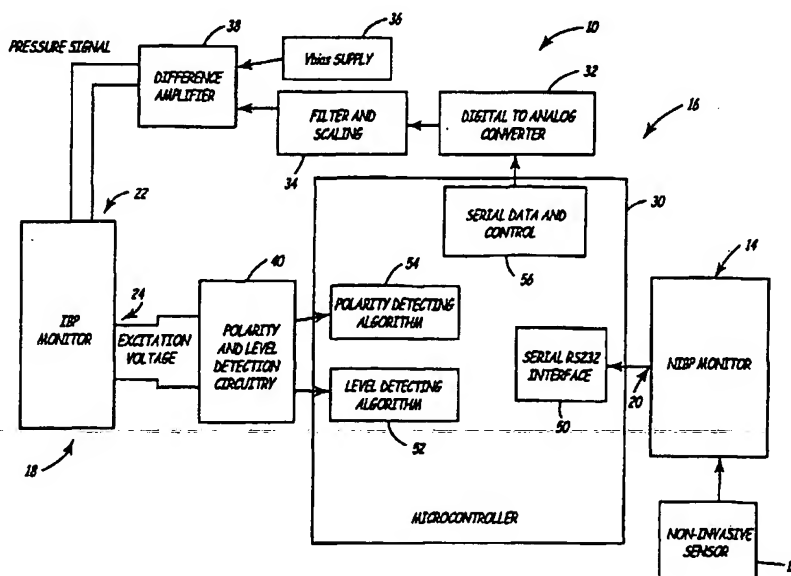 PRESSURE SIGNAL
38
DIFFERENCE
AMPLIFIER
36
Vbias SUPPLY
10
32
DIGITAL TO ANALOG
CONVERTER
16
FILTER AND
SCALING
34
30
SERIAL DATA AND
CONTROL
56
22
14
IBP
MONITOR
24
EXCITATION
VOLTAGE
40
POLARITY
AND LEVEL
DETECTION
CIRCUITRY
54
POLARITY DETECTING
ALGORITHM
LEVEL DETECTING
ALGORITHM
52
SERIAL RS232
INTERFACE
50
20
NIBP MONITOR
18
MICROCONTROLLER
NON-INVASIVE
SENSOR